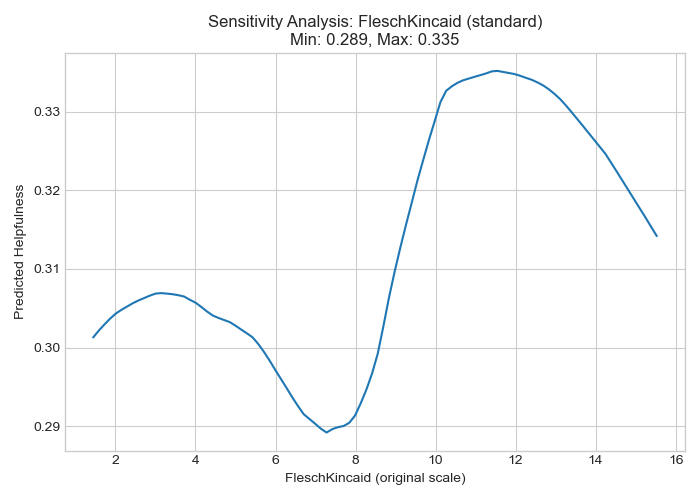 Sensitivity Analysis: FleschKincaid (standard)
Min: 0.289, Max: 0.335
Predicted Helpfulness
0.33
0.32
0.31
0.30
0.29
2 4 6 8 10 12 14 16
FleschKincaid (original scale)